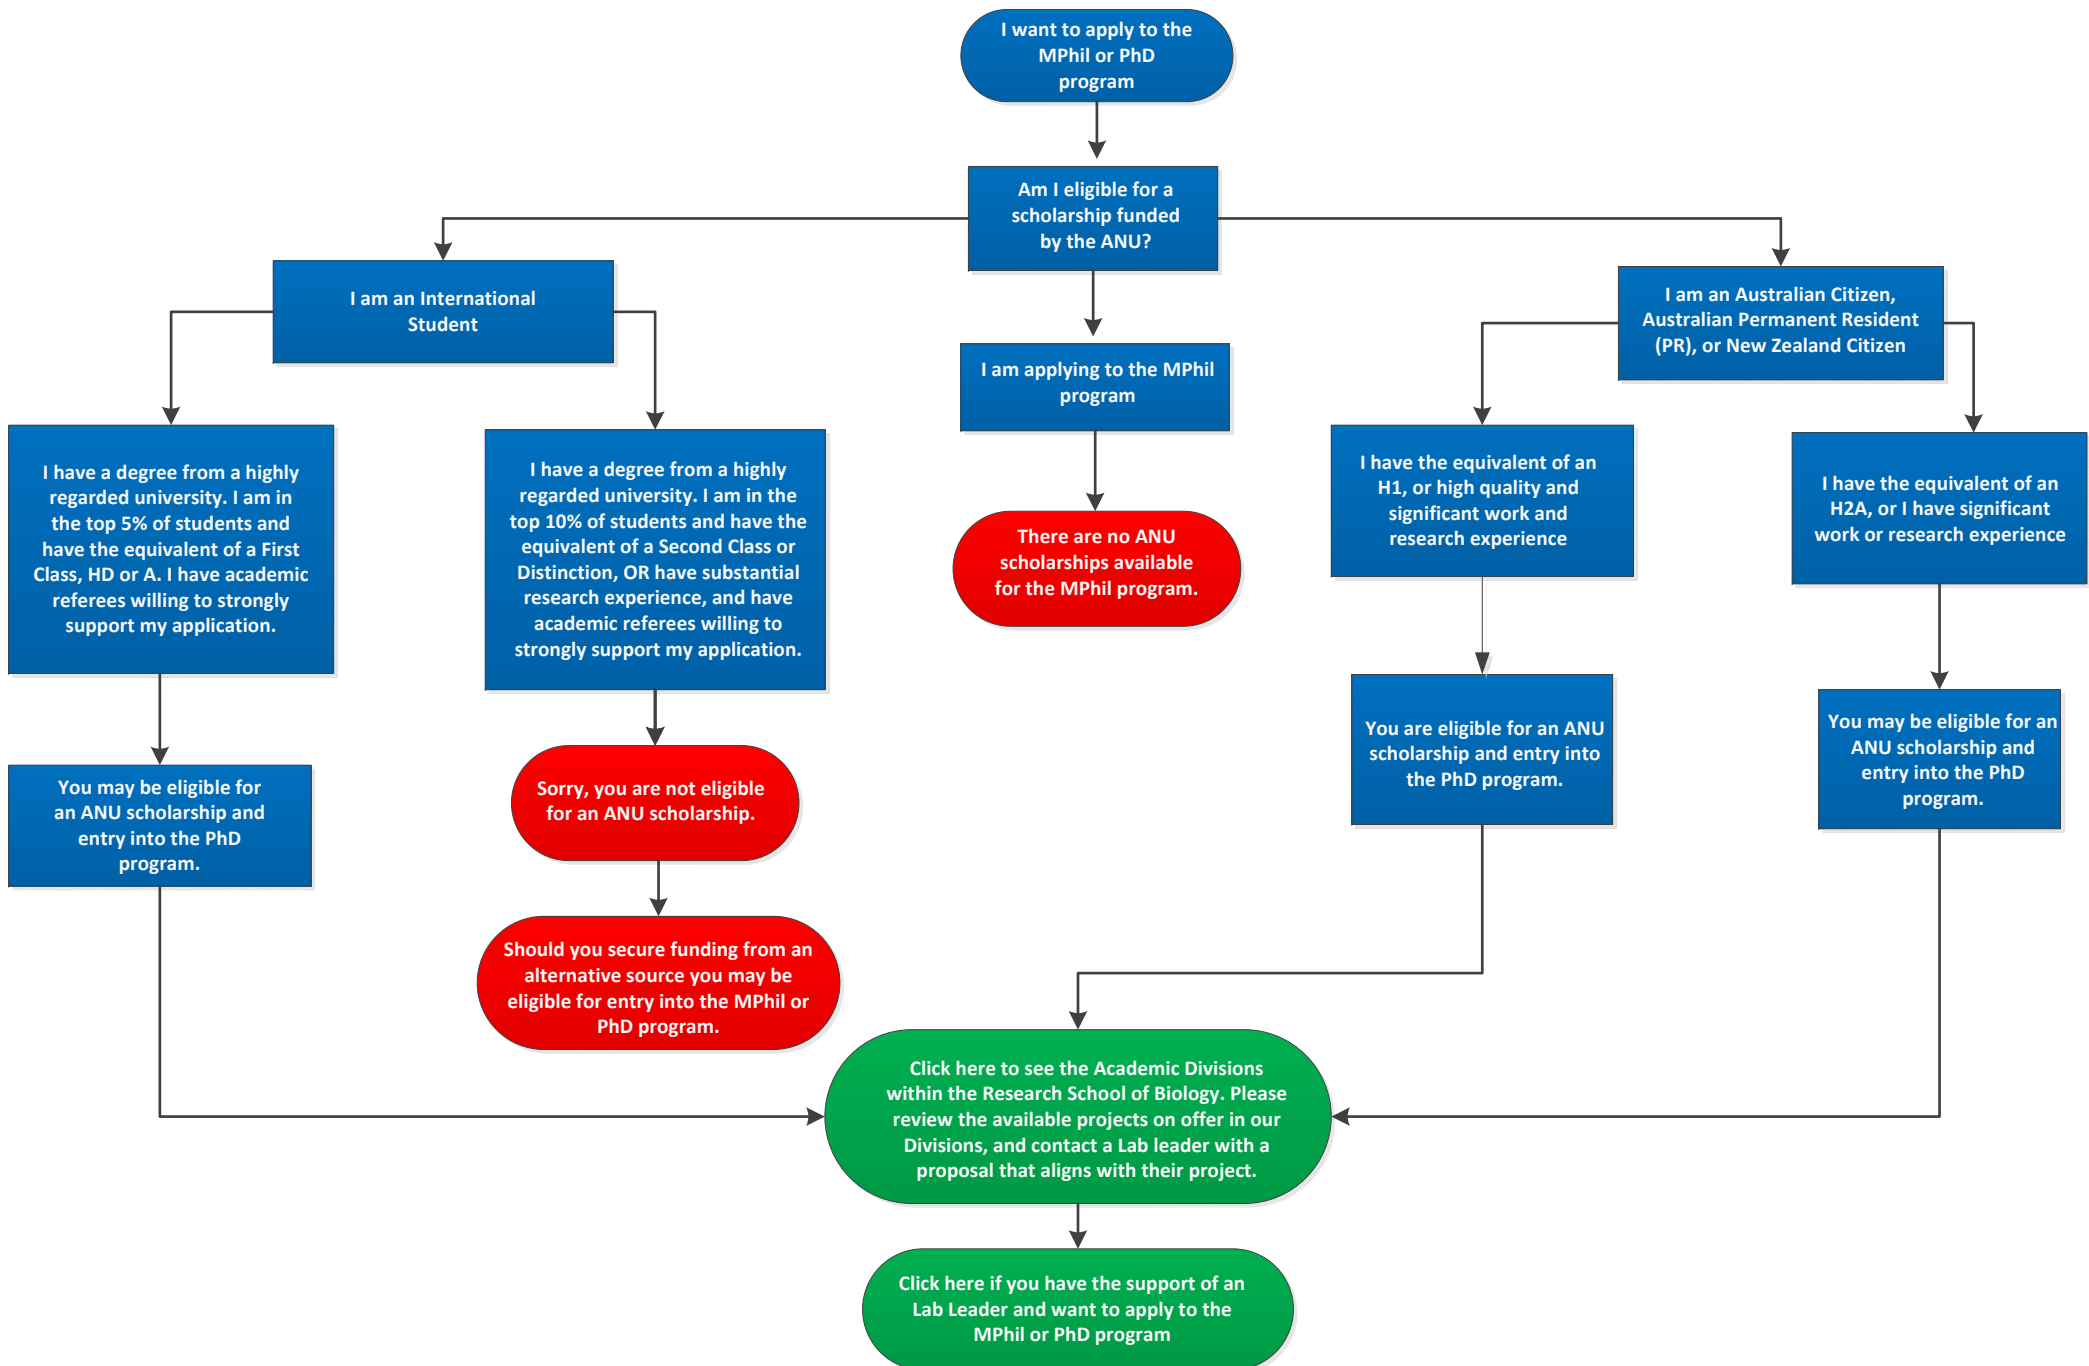 I want to apply to the
MPhil or PhD
program
Am I eligible for a
scholarship funded
by the ANU?
I am an International
Student
I am applying to the MPhil
program
I am an Australian Citizen,
Australian Permanent Resident
(PR), or New Zealand Citizen
I have a degree from a highly
regarded university. I am in
the top 5% of students and
have the equivalent of a First
Class, HD or A. I have academic
referees willing to strongly
support my application.
I have a degree from a highly
regarded university. I am in the
top 10% of students and have the
equivalent of a Second Class or
Distinction, OR have substantial
research experience, and have
academic referees willing to
strongly support my application.
There are no ANU
scholarships available
for the MPhil program.
I have the equivalent of an
H1, or high quality and
significant work and
research experience
I have the equivalent of an
H2A, or I have significant
work or research experience
You may be eligible for
an ANU scholarship and
entry into the PhD
program.
Sorry, you are not eligible
for an ANU scholarship.
You are eligible for an ANU
scholarship and entry into
the PhD program.
You may be eligible for an
ANU scholarship and
entry into the PhD
program.
Should you secure funding from an
alternative source you may be
eligible for entry into the MPhil or
PhD program.
Click here to see the Academic Divisions
within the Research School of Biology. Please
review the available projects on offer in our
Divisions, and contact a Lab leader with a
proposal that aligns with their project.
Click here if you have the support of an
Lab Leader and want to apply to the
MPhil or PhD program